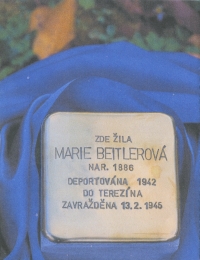 ZDE ŽILA
MARIE BEITLEROVÁ
NAR. 1886
DEPORTOVÁNA 1942
DO TEREZÍNA
ZAVRAŽDĚNA 13.2.1945